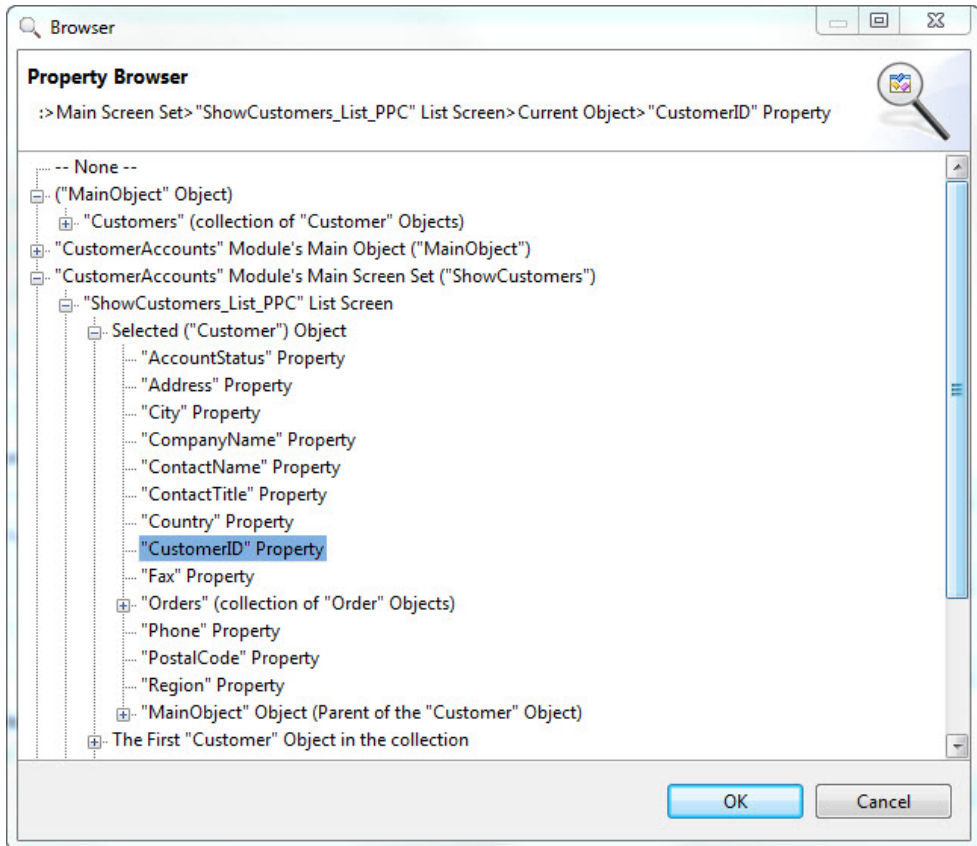 Browser
Property Browser
:>Main Screen Set>"ShowCustomers_List_PPC" List Screen>Current Object>"CustomerID" Property
-- None --
("MainObject" Object)
"Customers" (collection of "Customer" Objects)
"CustomerAccounts" Module's Main Object ("MainObject")
"CustomerAccounts" Module's Main Screen Set ("ShowCustomers")
"ShowCustomers_List_PPC" List Screen
Selected ("Customer") Object
"AccountStatus" Property
"Address" Property
"City" Property
"CompanyName" Property
"ContactName" Property
"ContactTitle" Property
"Country" Property
"CustomerID" Property
"Fax" Property
"Orders" (collection of "Order" Objects)
"Phone" Property
"PostalCode" Property
"Region" Property
"MainObject" Object (Parent of the "Customer" Object)
The First "Customer" Object in the collection
OK Cancel